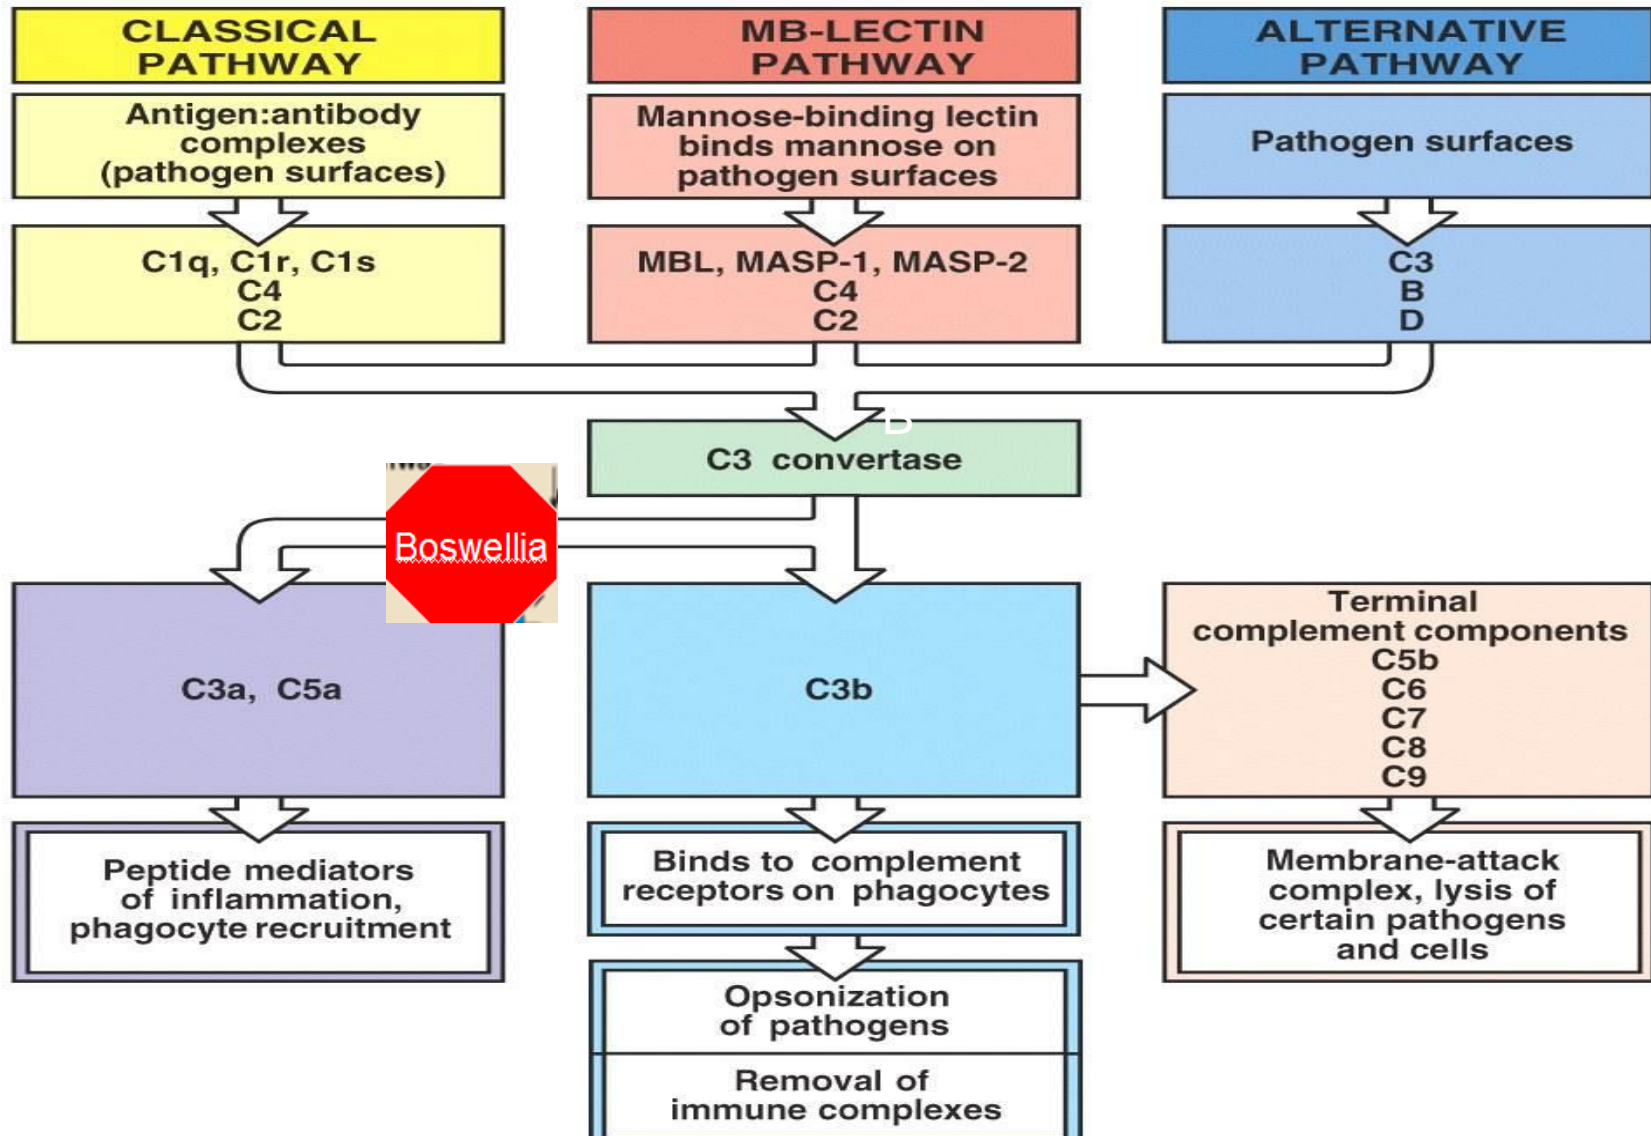 CLASSICAL
PATHWAY
MB-LECTIN
PATHWAY
ALTERNATIVE
PATHWAY
Antigen:antibody
complexes
(pathogen surfaces)
Mannose-binding lectin
binds mannose on
pathogen surfaces
Pathogen surfaces
C1q, C1r, C1s
C4
C2
MBL, MASP-1, MASP-2
C4
C2
C3
B
D
B
C3 convertase
Boswellia
C3a, C5a
C3b
Terminal
complement components
C5b
C6
C7
C8
C9
Peptide mediators
of inflammation,
phagocyte recruitment
Binds to complement
receptors on phagocytes
Membrane-attack
complex, lysis of
certain pathogens
and cells
Opsonization
of pathogens
Removal of
immune complexes